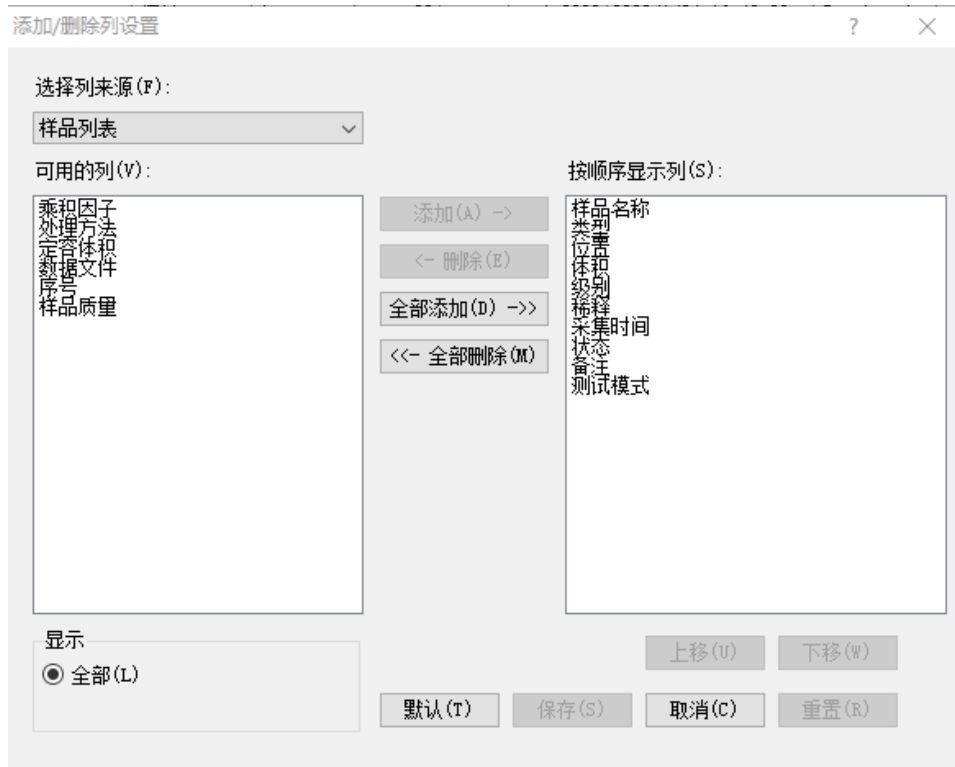 添加/删除列设置
?
选择列来源(F):
样品列表
可用的列(V):
按顺序显示列(S):
乘积因子
处理方法
定容体积
数据文件
序号
样品质量
添加(A) ->
<- 删除(E)
全部添加(D) ->>
<<- 全部删除(M)
样品名称
类型
位置
体积
级别
稀释
采集时间
状态
备注
测试模式
显示
全部(L)
上移(U)
下移(W)
默认(T)
保存(S)
取消(C)
重置(R)